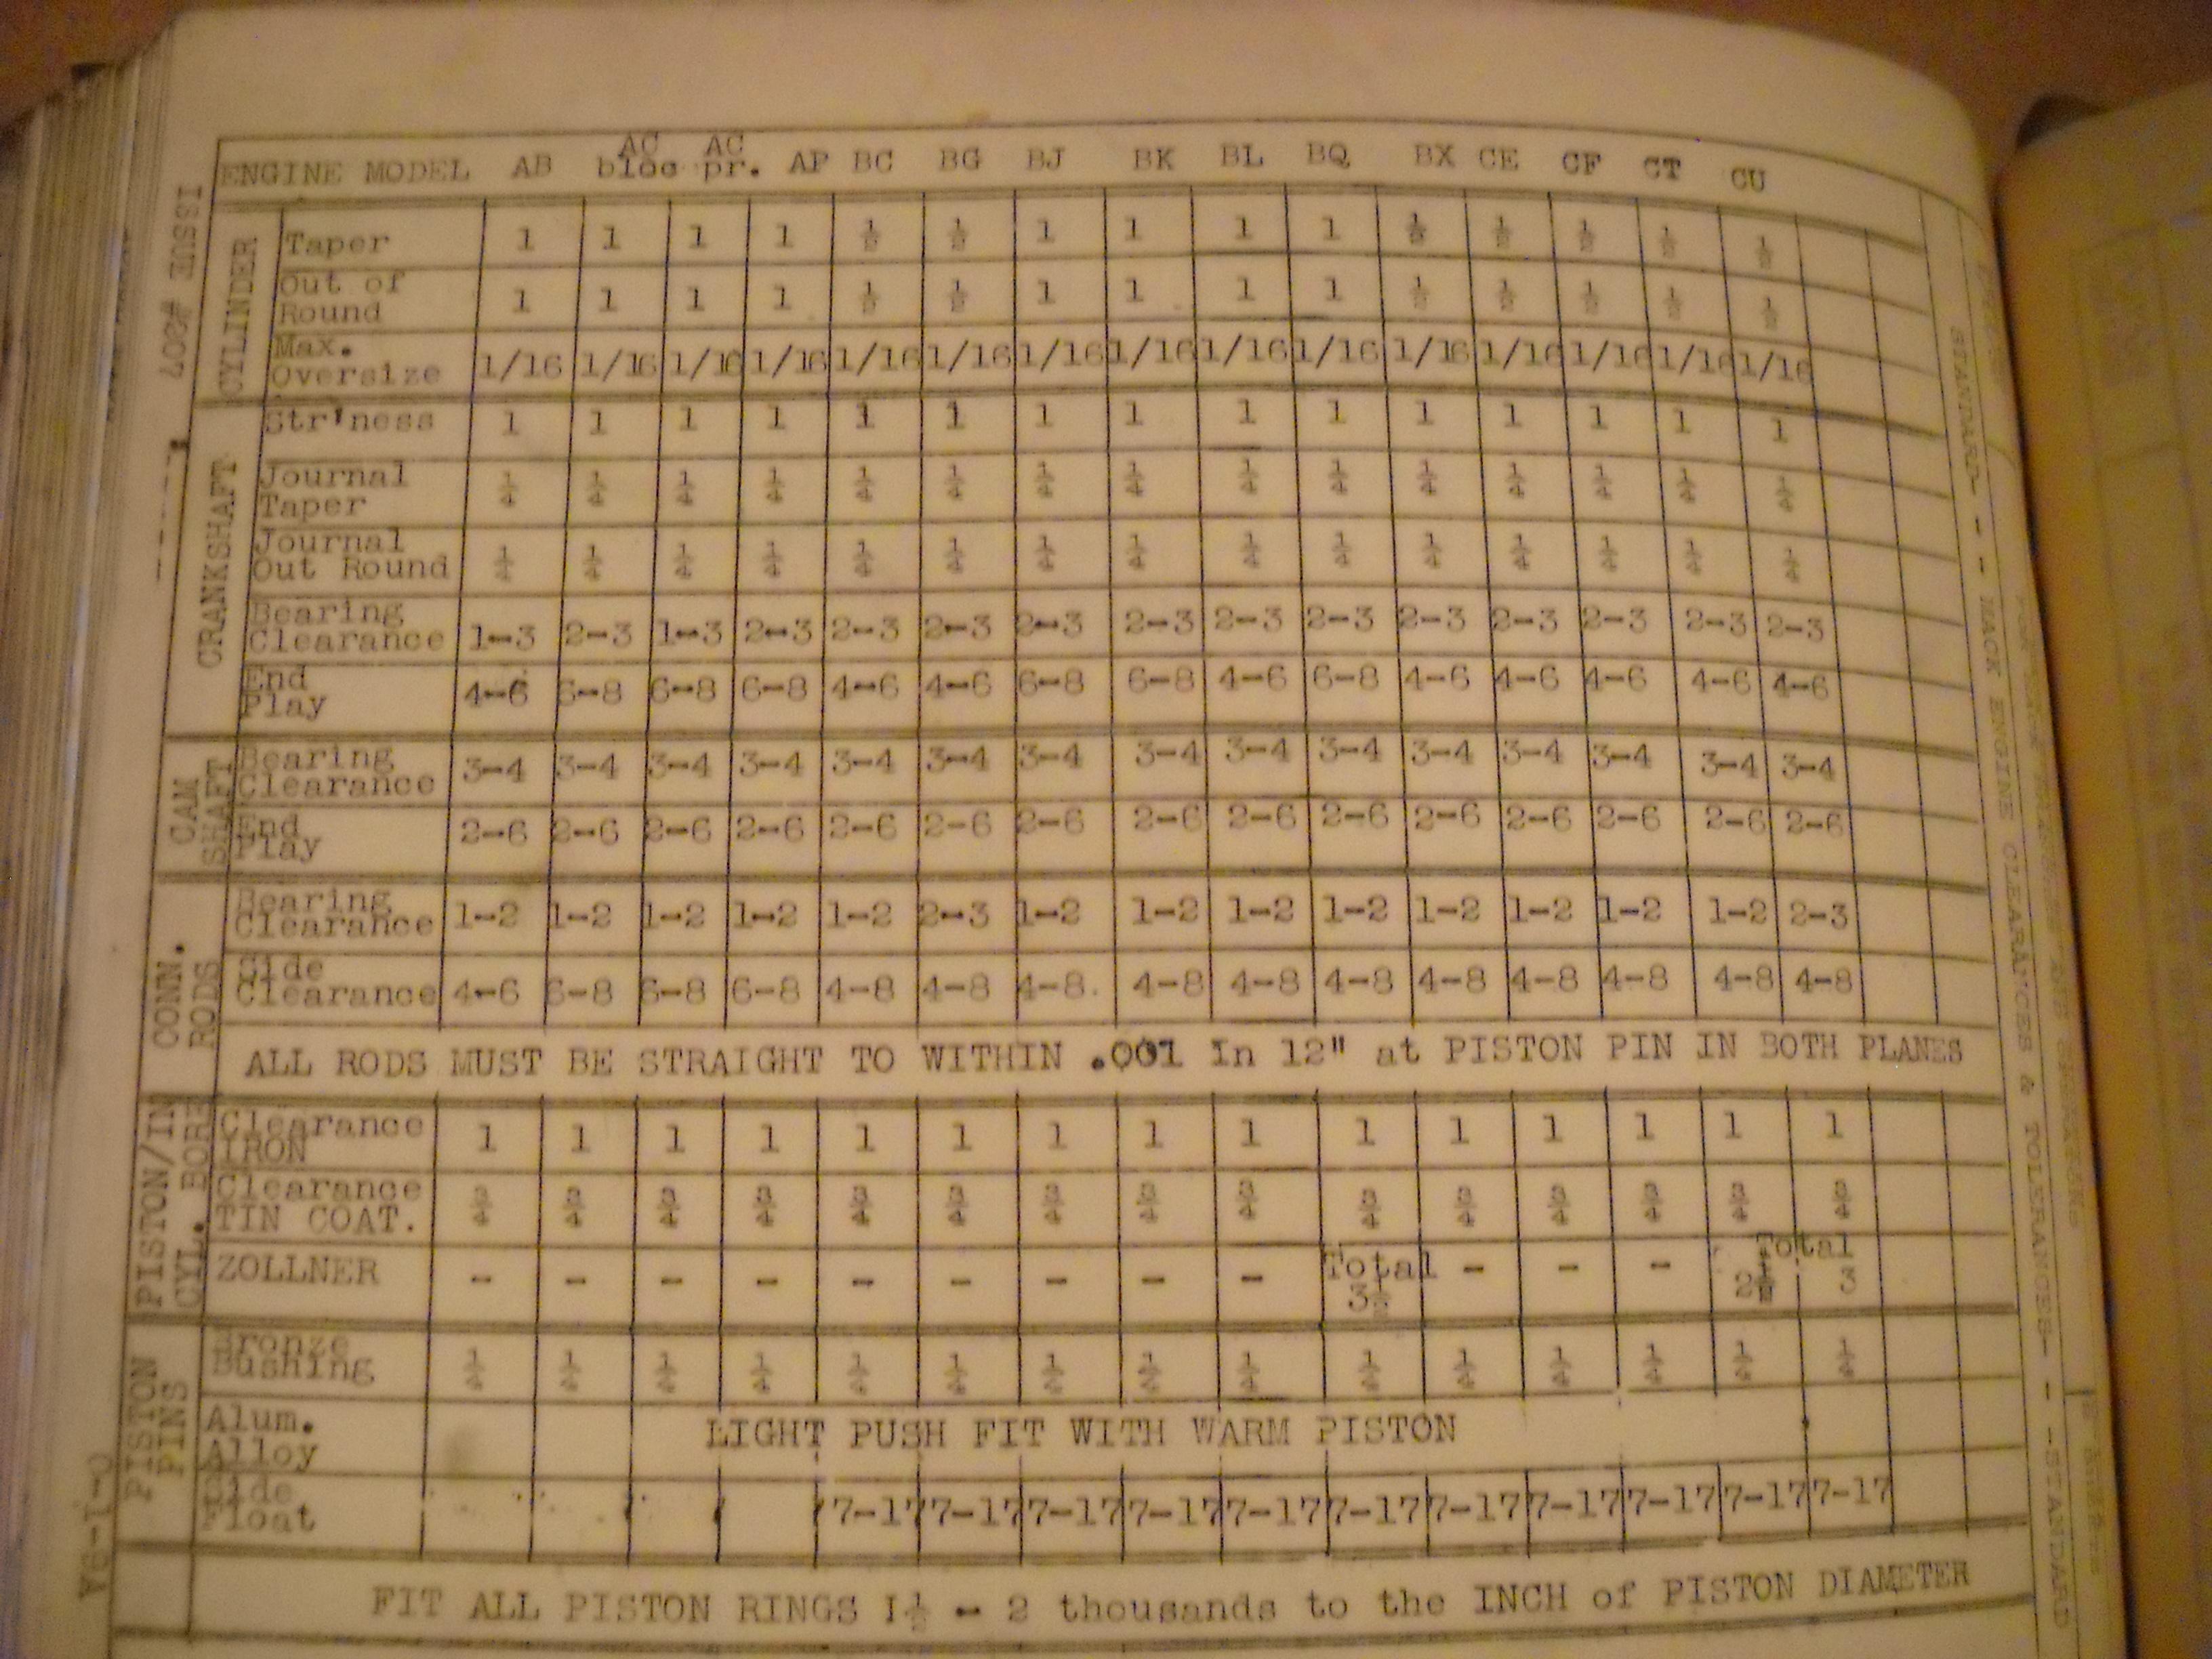 ENGINE MODEL AB AC bloc AC pr. AP BC BG BJ BK BL BQ BX CE CF CT CU
CYLINDER
Taper 1 1 1 1 ½ ½ 1 1 1 1 ½ ½ ½ ½ ½
Out of Round 1 1 1 1 ½ ½ 1 1 1 1 ½ ½ ½ ½ ½
Max. Oversize 1/16 1/16 1/16 1/16 1/16 1/16 1/16 1/16 1/16 1/16 1/16 1/16 1/16 1/16 1/16
CRANKSHAFT
Str'ness 1 1 1 1 1 1 1 1 1 1 1 1 1 1 1
Journal Taper ¼ ¼ ¼ ¼ ¼ ¼ ¼ ¼ ¼ ¼ ¼ ¼ ¼ ¼ ¼
Journal Out Round ¼ ¼ ¼ ¼ ¼ ¼ ¼ ¼ ¼ ¼ ¼ ¼ ¼ ¼ ¼
Bearing Clearance 1-3 2-3 1-3 2-3 2-3 2-3 2-3 2-3 2-3 2-3 2-3 2-3 2-3 2-3 2-3
End Play 4-6 6-8 6-8 6-8 4-6 4-6 6-8 6-8 4-6 6-8 4-6 4-6 4-6 4-6 4-6
CAM SHAFT
Bearing Clearance 3-4 3-4 3-4 3-4 3-4 3-4 3-4 3-4 3-4 3-4 3-4 3-4 3-4 3-4 3-4
End Play 2-6 2-6 2-6 2-6 2-6 2-6 2-6 2-6 2-6 2-6 2-6 2-6 2-6 2-6 2-6
CONN. RODS
Bearing Clearance 1-2 1-2 1-2 1-2 1-2 2-3 1-2 1-2 1-2 1-2 1-2 1-2 1-2 1-2 2-3
Side Clearance 4-6 6-8 6-8 6-8 4-8 4-8 4-8. 4-8 4-8 4-8 4-8 4-8 4-8 4-8 4-8
ALL RODS MUST BE STRAIGHT TO WITHIN .001 In 12" at PISTON PIN IN BOTH PLANES
PISTON/IN CYL. BORE
Clearance IRON 1 1 1 1 1 1 1 1 1 1 1 1 1 1 1
Clearance TIN COAT. ¾ ¾ ¾ ¾ ¾ ¾ ¾ ¾ ¾ ¾ ¾ ¾ ¾ ¾ ¾
ZOLLNER - - - - - - - - - Total 3½ - - - Total 2½ 3
PISTON PINS
Bronze Bushing ¼ ¼ ¼ ¼ ¼ ¼ ¼ ¼ ¼ ¼ ¼ ¼ ¼ ¼ ¼
Alum. Alloy LIGHT PUSH FIT WITH WARM PISTON
Side Float 7-17 7-17 7-17 7-17 7-17 7-17 7-17 7-17 7-17 7-17 7-17
FIT ALL PISTON RINGS I½ - 2 thousands to the INCH of PISTON DIAMETER
ISSUE #207
STANDARD- - - MACK ENGINE CLEARANCES & TOLERANCES- - -STANDARD